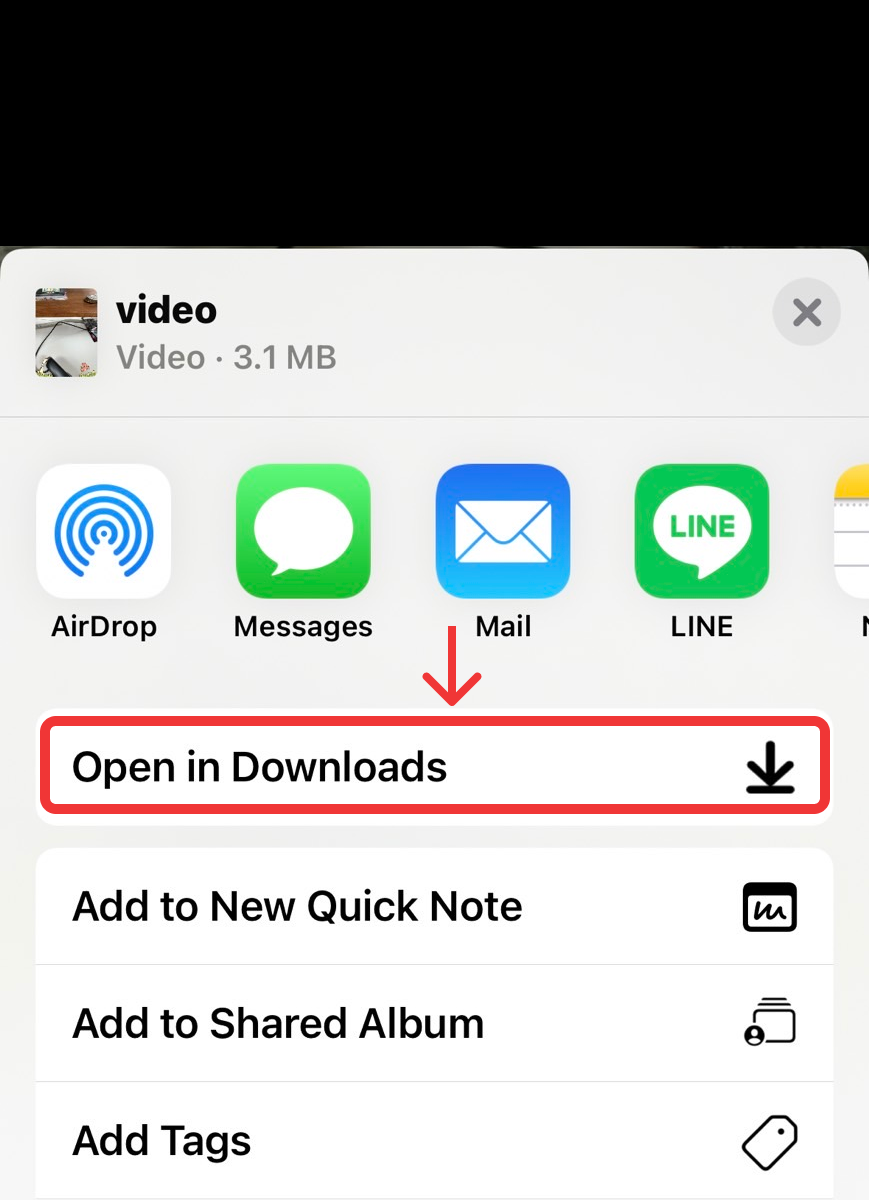 video
Video · 3.1 MB
LINE
AirDrop
Messages
Mail
LINE
Open in Downloads
Add to New Quick Note
Add to Shared Album
Add Tags